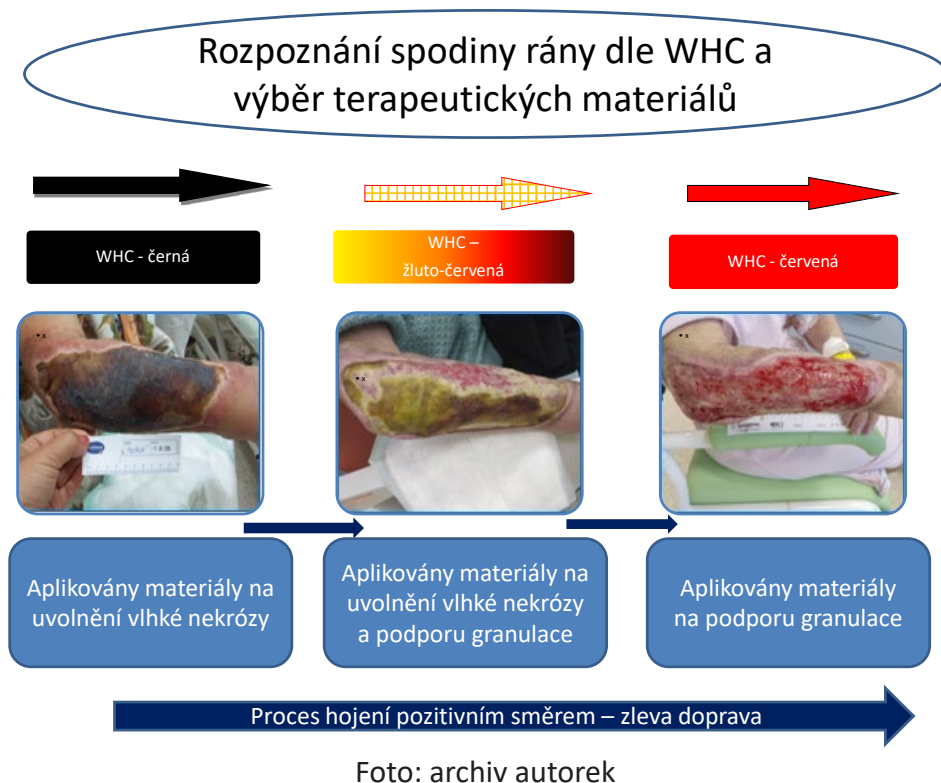 Rozpoznání spodiny rány dle WHC a
výběr terapeutických materiálů
WHC - černá
WHC –
žluto-červená
WHC - červená
Aplikovány materiály na
uvolnění vlhké nekrózy
Aplikovány materiály na
uvolnění vlhké nekrózy
a podporu granulace
Aplikovány materiály
na podporu granulace
Proces hojení pozitivním směrem – zleva doprava
Foto: archiv autorek